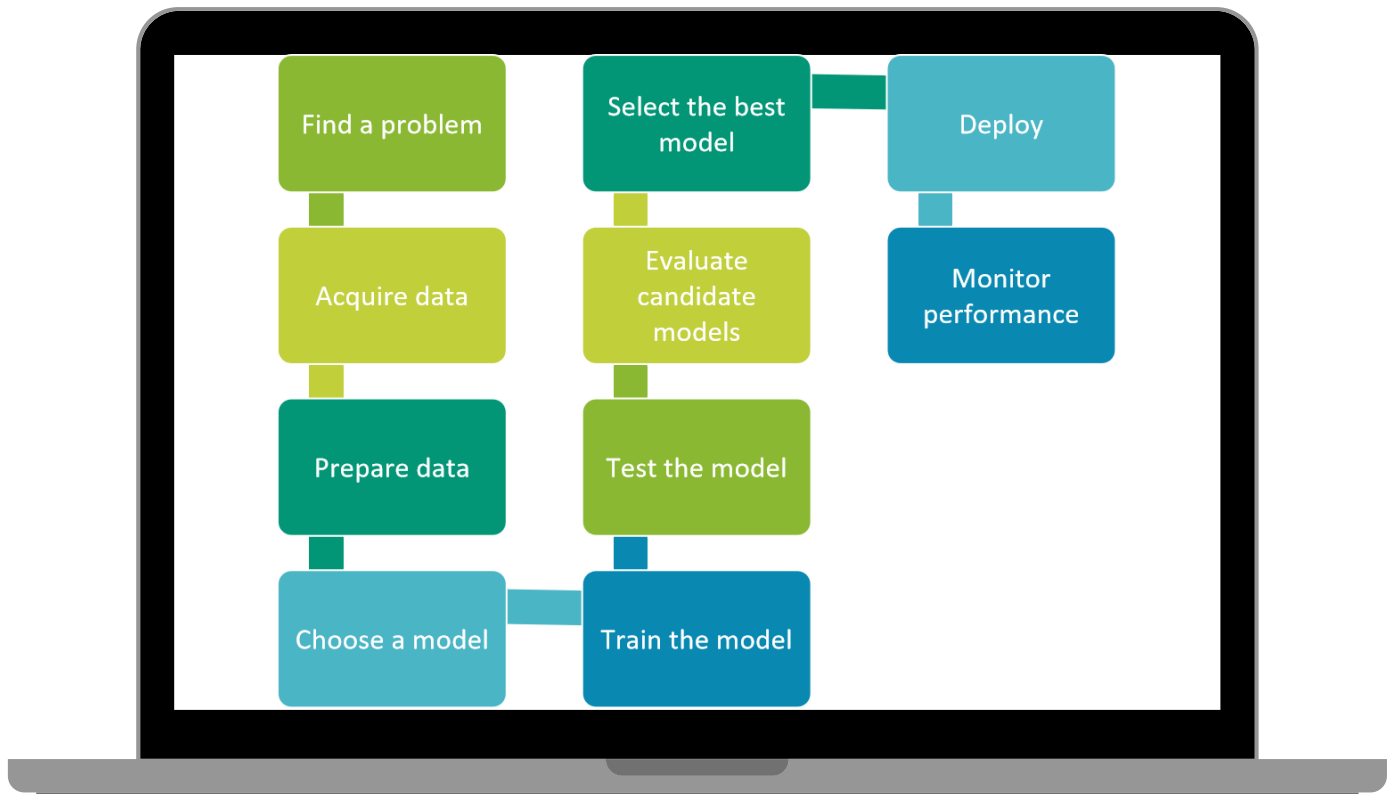 Find a problem
Acquire data
Prepare data
Choose a model
Train the model
Test the model
Evaluate
candidate
models
Select the best
model
Deploy
Monitor
performance